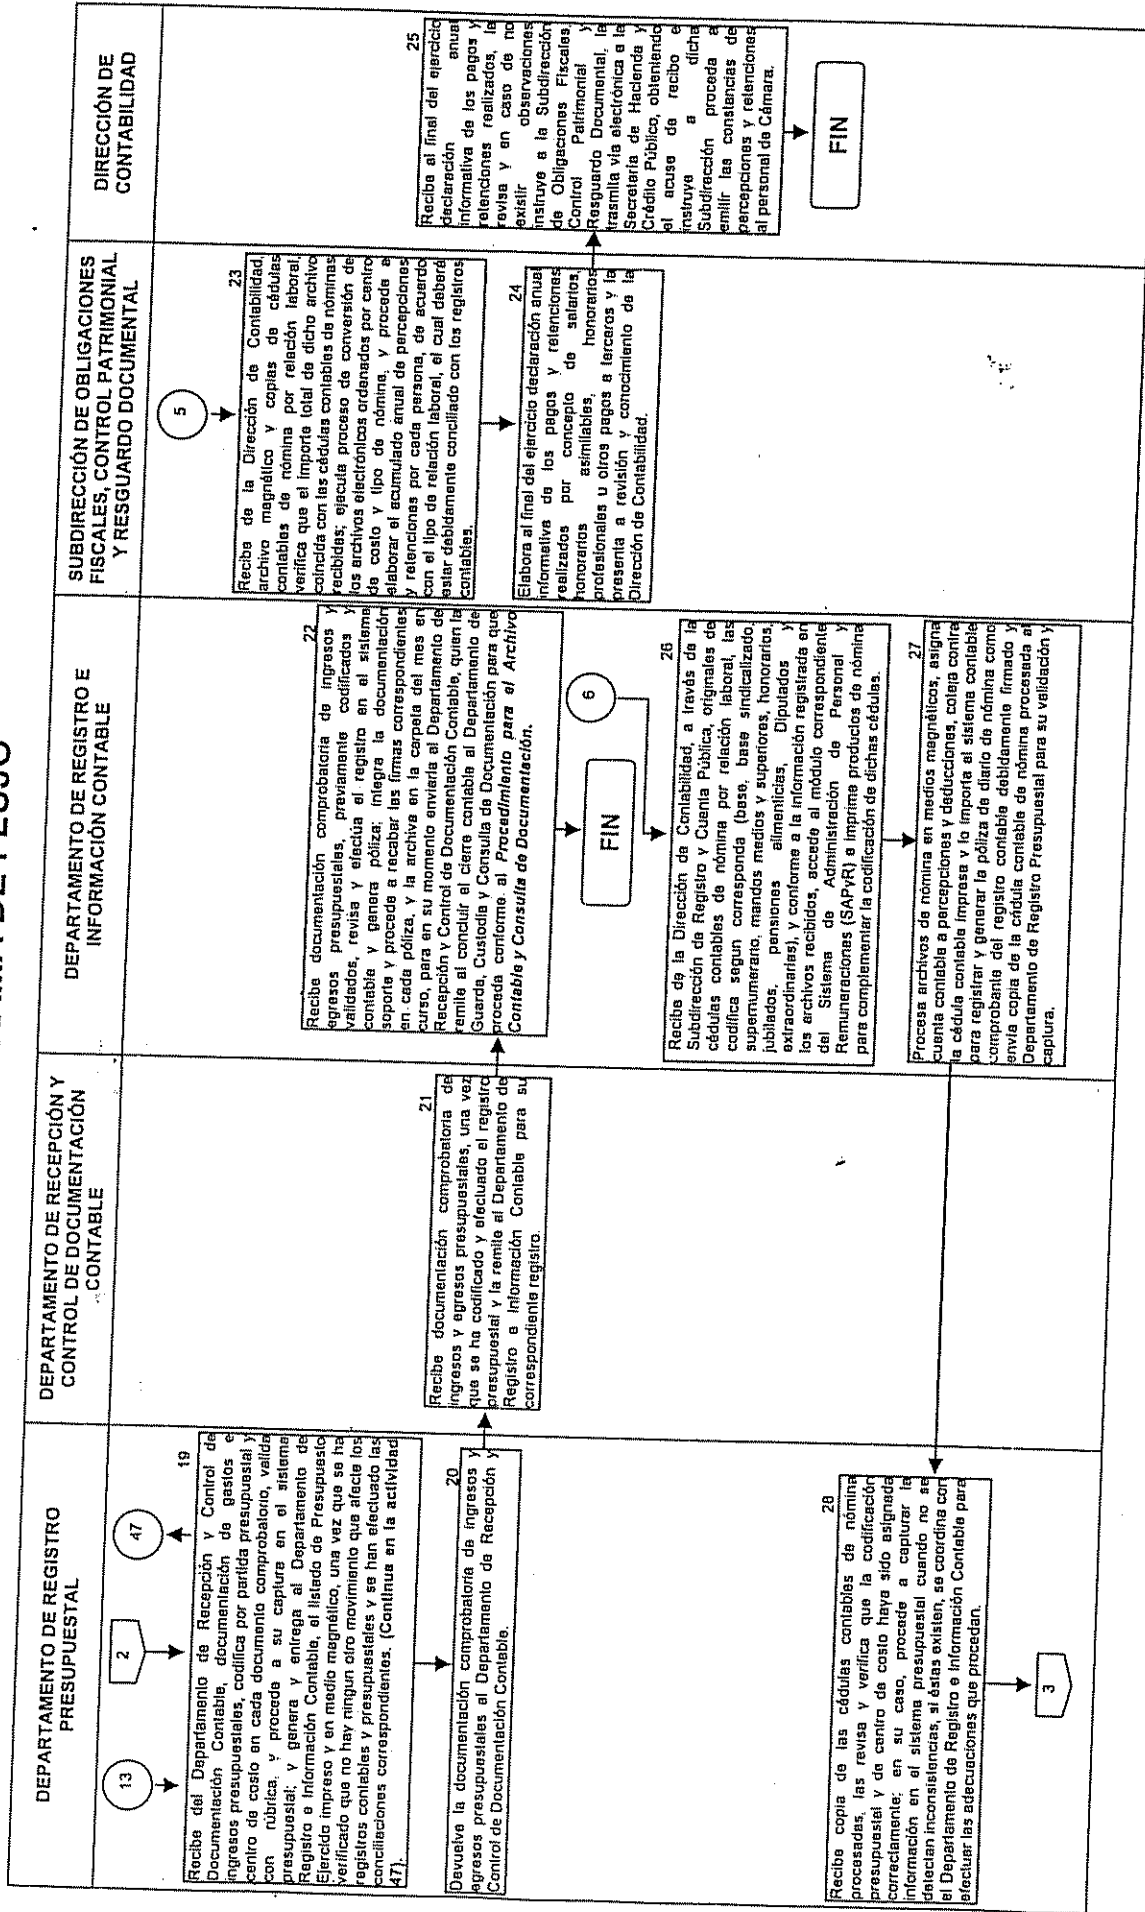 DEPARTAMENTO DE REGISTRO
PRESUPUESTAL
DEPARTAMENTO DE RECEPCIÓN Y
CONTROL DE DOCUMENTACIÓN
CONTABLE
DEPARTAMENTO DE REGISTRO E
INFORMACIÓN CONTABLE
SUBDIRECCIÓN DE OBLIGACIONES
FISCALES, CONTROL PATRIMONIAL
Y RESGUARDO DOCUMENTAL
DIRECCIÓN DE
CONTABILIDAD
13
2
47
19
Recibe del Departamento de Recepción y Control de
Documentación Contable, documentación de gastos e
ingresos presupuestales, codifica por partida presupuestal y
centro de costo en cada documento comprobatorio, valida
con rúbrica, y procede a su captura en el sistema
presupuestal; y genera y entrega al Departamento de
Registro e Información Contable, el listado de Presupuesto
Ejercido impreso y en medio magnético, una vez que se ha
verificado que no hay ningun otro movimiento que afecte los
registros contables y presupuestales y se han efectuado las
conciliaciones correspondientes. (Continua en la actividad
47).
20
Devuelve la documentación comprobatoria de ingresos y
egresos presupuestales al Departamento de Recepción y
Control de Documentación Contable.
21
Recibe documentación comprobatoria de
ingresos y egresos presupuestales, una vez
que se ha codificado y efectuado el registro
presupuestal y la remite al Departamento de
Registro e Información Contable para su
correspondiente registro.
22
Recibe documentación comprobatoria de ingresos y
egresos presupuestales, previamente codificados y
validados, revisa y efectúa el registro en el sistema
contable y genera póliza; integra la documentación
soporte y procede a recabar las firmas correspondientes
en cada póliza, y la archiva en la carpeta del mes en
curso, para en su momento enviarla al Departamento de
Recepción y Control de Documentación Contable, quien la
remite al concluir el cierre contable al Departamento de
Guarda, Custodia y Consulta de Documentación para que
proceda conforme al Procedimiento para el Archivo
Contable y Consulta de Documentación.
FIN
5
23
Recibe de la Dirección de Contabilidad,
archivo magnético y copias de cédulas
contables de nómina por relación laboral,
verifica que el importe total de dicho archivo
coincida con las cédulas contables de nóminas
recibidas; ejecuta proceso de conversión de
los archivos electrónicos ordenados por centro
de costo y tipo de nómina, y procede a
elaborar el acumulado anual de percepciones
y retenciones por cada persona, de acuerdo
con el tipo de relación laboral, el cual deberá
estar debidamente conciliado con los registros
contables.
24
Elabora al final del ejercicio declaración anual
informativa de los pagos y retenciones
realizados por concepto de salarios,
honorarios asimilables, honorarios
profesionales u otros pagos a terceros y la
presenta a revisión y conocimiento de la
Dirección de Contabilidad.
25
Recibe al final del ejercicio
declaración anual
informativa de los pagos y
retenciones realizados, la
revisa y en caso de no
existir observaciones
instruye a la Subdirección
de Obligaciones Fiscales,
Control Patrimonial y
Resguardo Documental, la
trasmita via electrónica a la
Secretaría de Hacienda y
Crédito Público, obteniendo
el acuse de recibo e
instruye a dicha
Subdirección proceda a
emitir las constancias de
percepciones y retenciones
al personal de Cámara.
FIN
6
26
Recibe de la Dirección de Contabilidad, a través de la
Subdirección de Registro y Cuenta Pública, originales de
cédulas contables de nómina por relación laboral, las
codifica segun corresponda (base, base sindicalizado,
supernumerario, mandos medios y superiores, honorarios,
jubilados, pensiones alimenticias, Diputados y
extraordinarias), y conforme a la información registrada en
los archivos recibidos, accede al módulo correspondiente
del Sistema de Administración de Personal y
Remuneraciones (SAPyR) e imprime productos de nómina
para complementar la codificación de dichas cédulas.
27
Procesa archivos de nómina en medios magnéticos, asigna
cuenta contable a percepciones y deducciones, coteja contra
la cédula contable impresa y lo importa al sistema contable
para registrar y generar la póliza de diario de nómina como
comprobante del registro contable debidamente firmado y
envía copia de la cédula contable de nómina procesada al
Departamento de Registro Presupuestal para su validación y
captura.
28
Recibe copia de las cédulas contables de nómina
procesadas, las revisa y verifica que la codificación
presupuestal y de centro de costo haya sido asignada
correctamente; en su caso, procede a capturar la
información en el sistema presupuestal cuando no se
detectan inconsistencias, si éstas existen, se coordina con
el Departamento de Registro e Información Contable para
efectuar las adecuaciones que procedan.
3